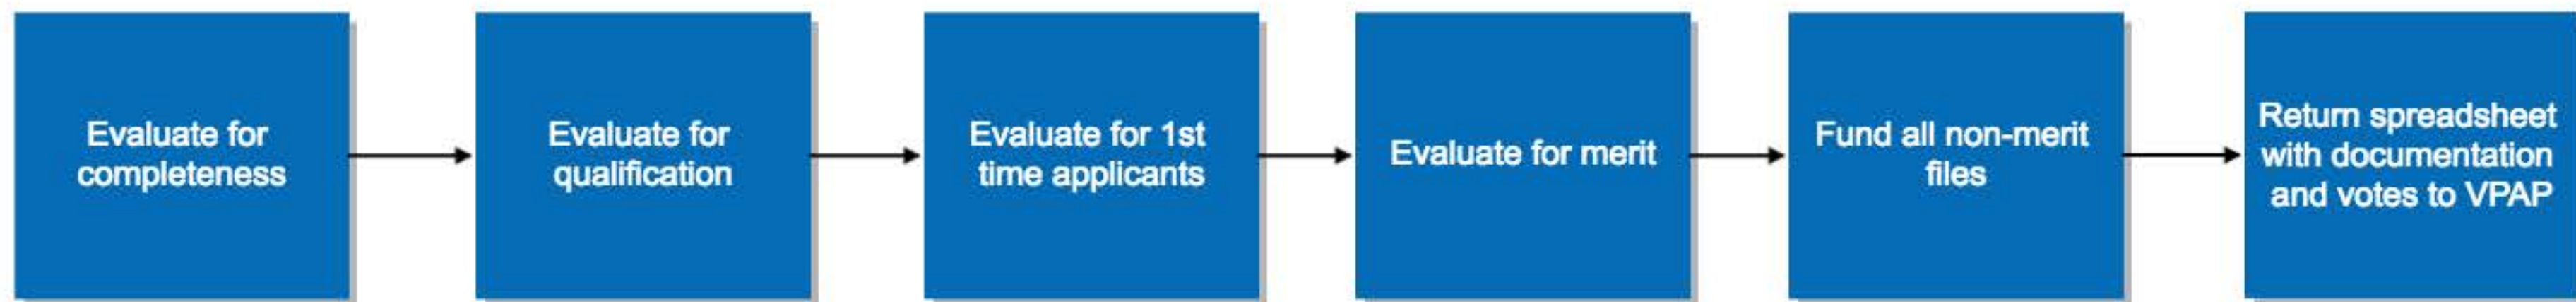 Evaluate for
completeness
Evaluate for
qualification
Evaluate for 1st
time applicants
Evaluate for merit
Fund all non-merit
files
Return spreadsheet
with documentation
and votes to VPAP